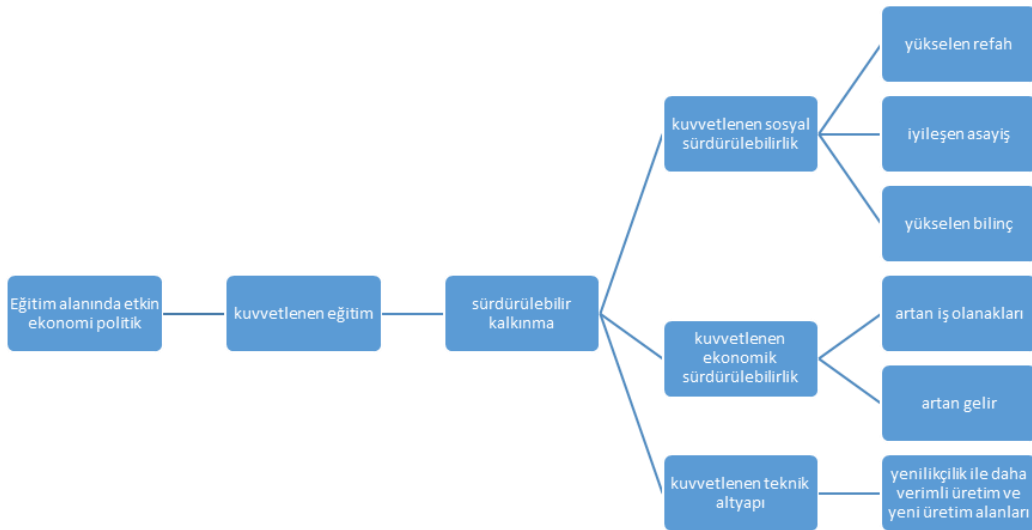 yükselen refah
kuvvetlenen sosyal
sürdürülebilirlik
iyileşen asayiş
yükselen bilinç
Eğitim alanında etkin
ekonomi politik
kuvvetlenen eğitim
sürdürülebilir
kalkınma
kuvvetlenen
ekonomik
sürdürülebilirlik
artan iş olanakları
artan gelir
kuvvetlenen teknik
altyapı
yenilikçilik ile daha
verimli üretim ve
yeni üretim alanları